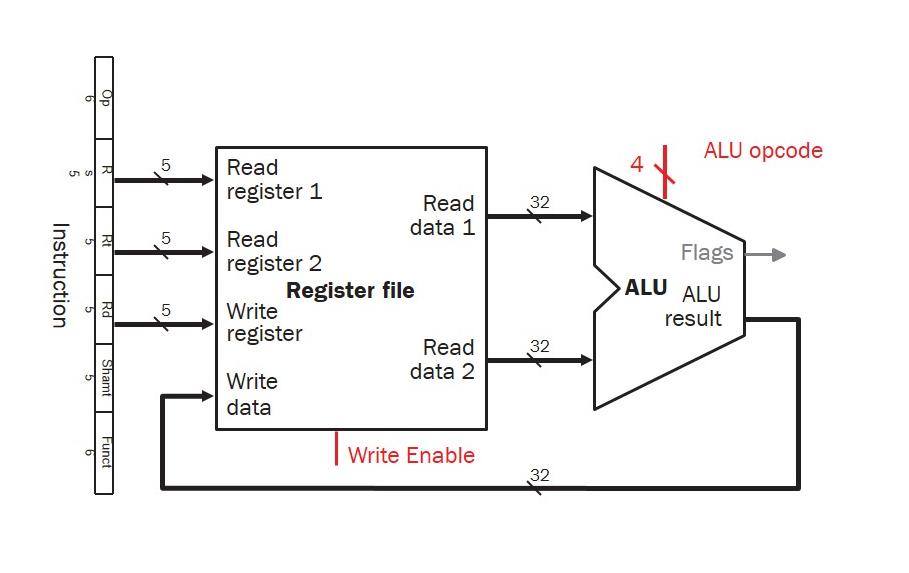 Instruction
Op
6
Rs
5
Rt
5
Rd
5
Shamt
5
Funct
6
5
5
5
Read
register 1
Read
register 2
Register file
Write
register
Write
data
Read
data 1
Read
data 2
Write Enable
32
32
32
4
ALU opcode
Flags
ALU
ALU
result